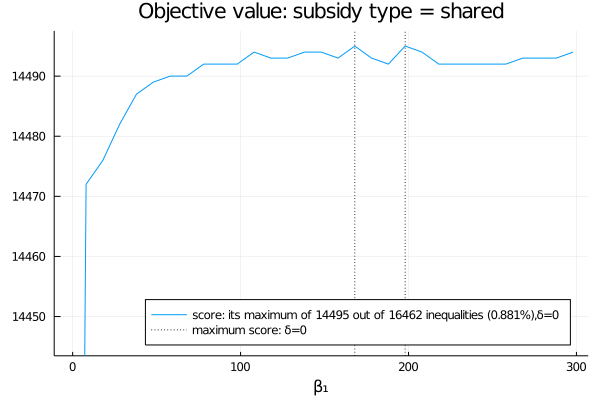 Objective value: subsidy type = shared
14490
14480
14470
14460
14450
score: its maximum of 14495 out of 16462 inequalities (0.881%),δ=0
maximum score: δ=0
0 100 200 300
β₁